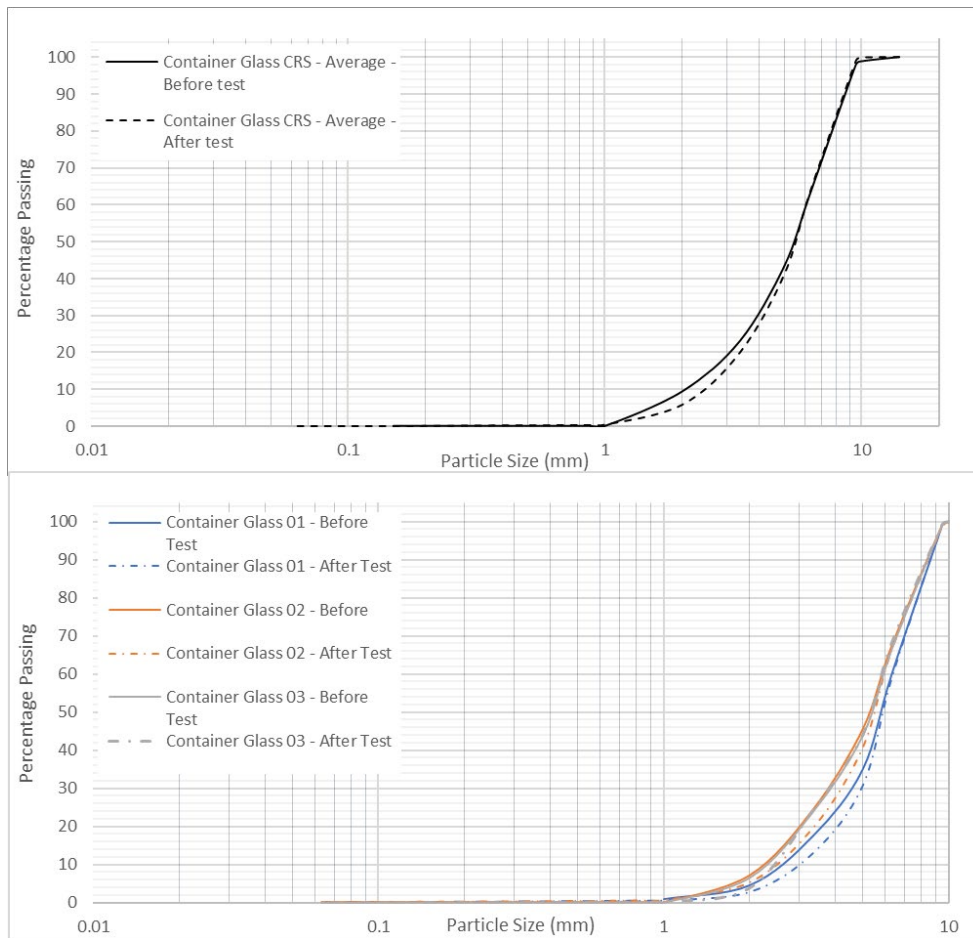 Percentage Passing
100
90
80
70
60
50
40
30
20
10
0
Container Glass CRS - Average -
Before test
Container Glass CRS - Average -
After test
0.01
0.1
1
10
Particle Size (mm)
Percentage Passing
100
90
80
70
60
50
40
30
20
10
0
Container Glass 01 - Before
Test
Container Glass 01 - After Test
Container Glass 02 - Before
Container Glass 02 - After Test
Container Glass 03 - Before
Test
Container Glass 03 - After Test
0.01
0.1
1
10
Particle Size (mm)